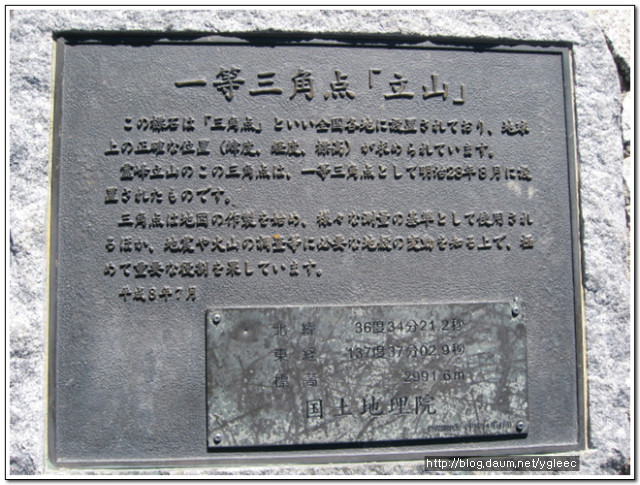 一等三角点「立山」
この標石は「三角点」といい全国各地に設置されており、地球
上の正確な位置（緯度、経度、標高）が求められています。
霊峰立山のこの三角点は、一等三角点として明治28年8月に設
置されたものです。
三角点は地図の作製を始め、様々な測量の基準として使用され
るほか、地震や火山の調査等に必要な地殻の変動を知る上で、極
めて重要な役割を果しています。
平成8年7月
北緯 36度34分21.2秒
東経 137度37分02.9秒
標高 2991.6m
国土地理院
http://blog.daum.net/ygleec